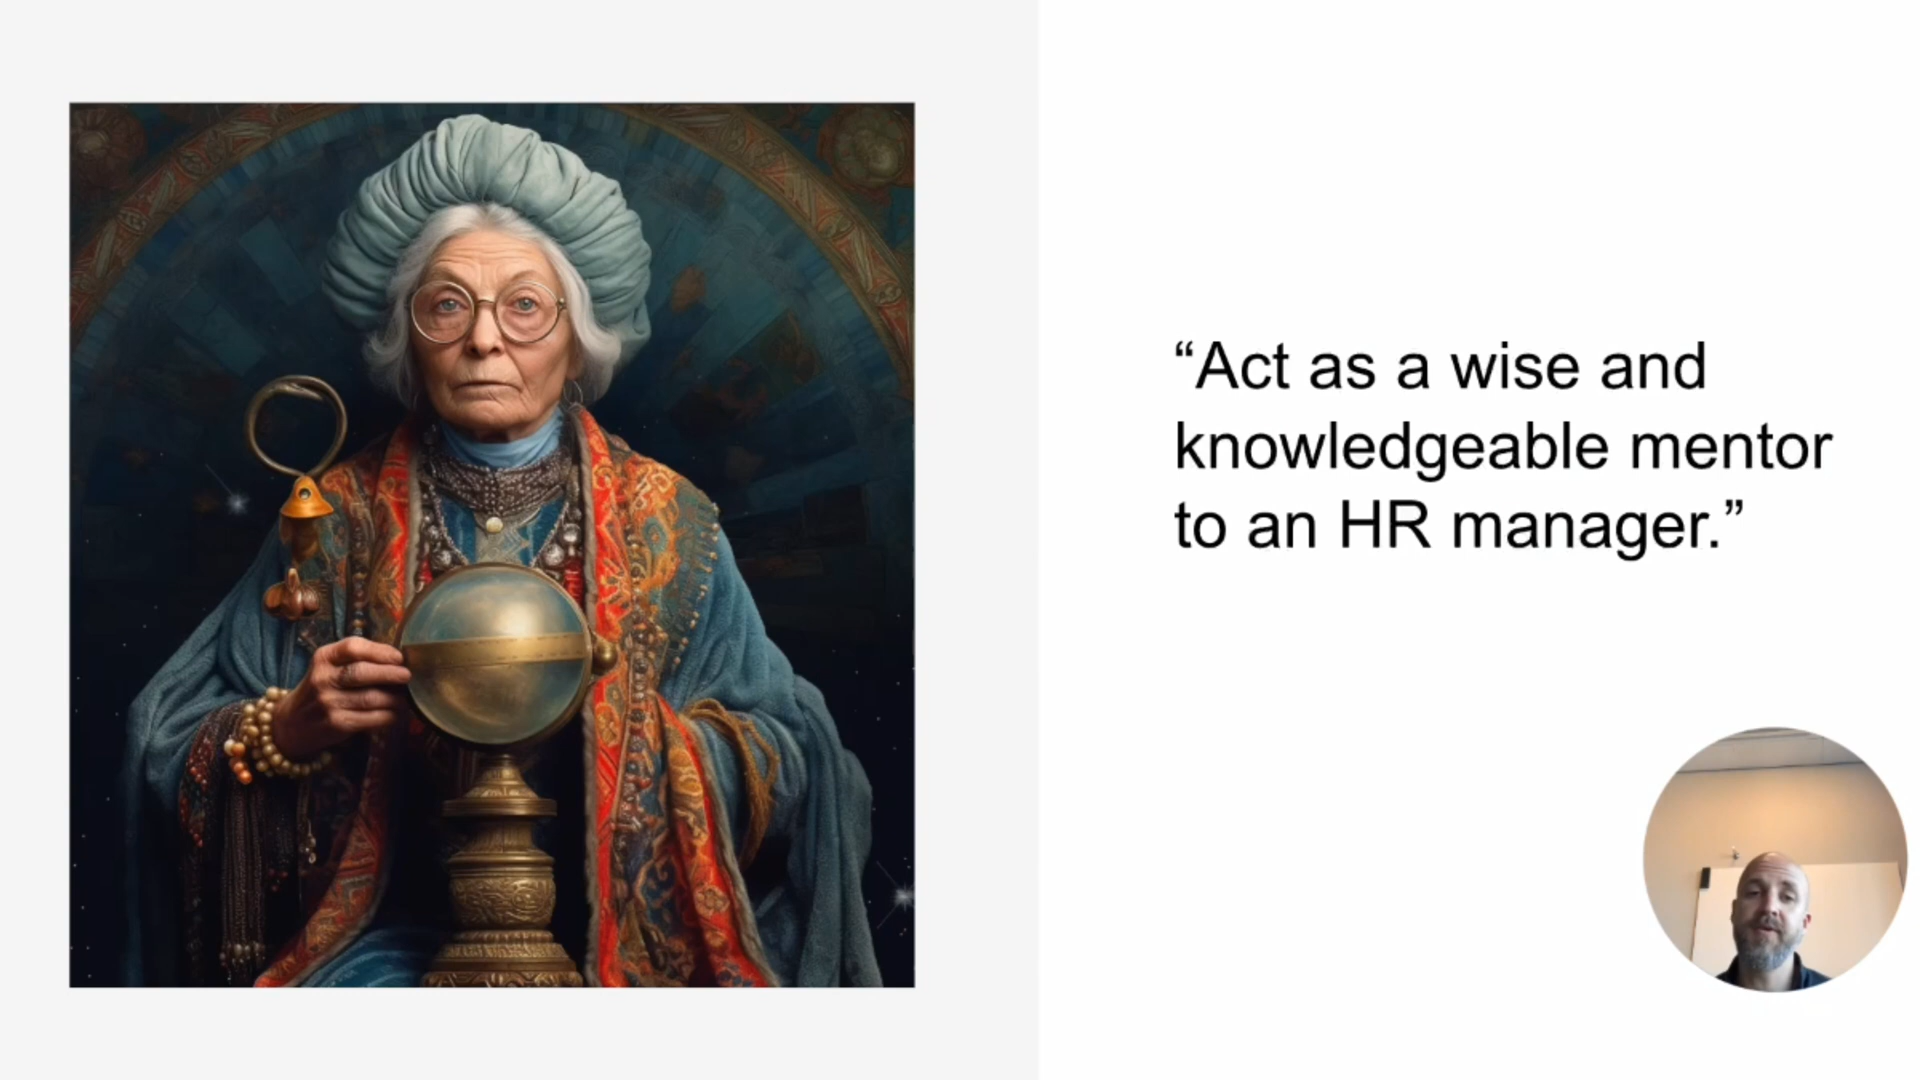 “Act as a wise and
knowledgeable mentor
to an HR manager.”